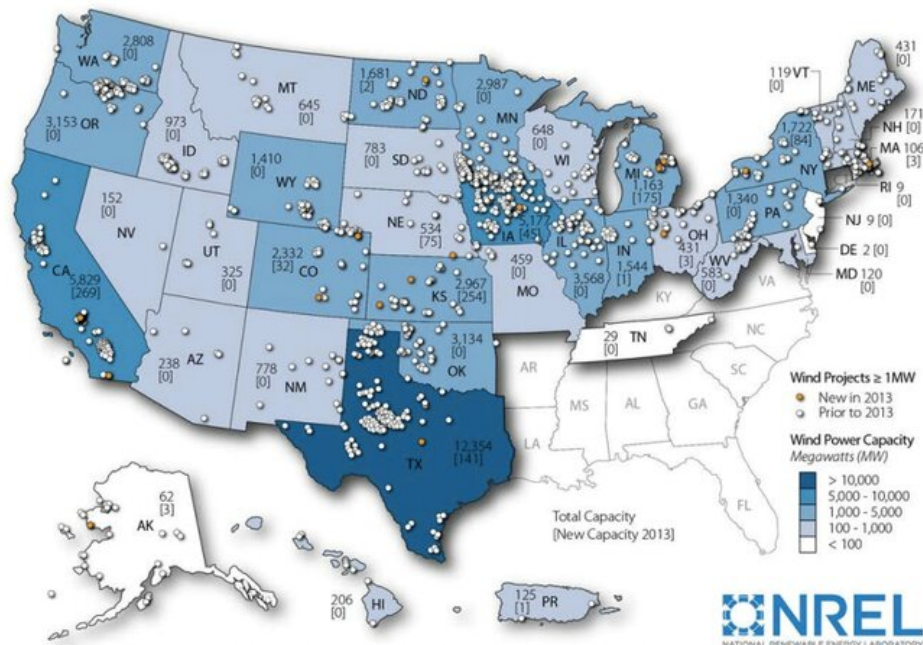 WA
2,808
[0]
3,153
[0]
OR
973
[0]
ID
MT
645
[0]
1,681
[2]
ND
2,987
[0]
MN
783
[0]
SD
1,410
[0]
WY
648
[0]
WI
MI
1,163
[175]
119 VT
[0]
431
[0]
ME
171
[0]
NH
MA 106
[3]
RI 9
[0]
1,722
[84]
NY
1,340
[0]
PA
NJ 9 [0]
DE 2 [0]
MD 120
[0]
152
[0]
NV
UT
325
[0]
CA
5,829
[269]
2,332
[32]
CO
NE
534
[75]
5,177
IA [45]
IL
3,568
[0]
IN
1,544
[1]
OH
431
[3]
WV
583
[0]
VA
KY
459
[0]
MO
KS
2,967
[254]
238
[0]
AZ
778
[0]
NM
3,134
[0]
OK
12,354
[141]
TX
AR
LA
MS
AL
GA
FL
SC
NC
29
[0]
TN
62
[3]
AK
206
[0]
HI
125
[1]
PR
Total Capacity
[New Capacity 2013]
Wind Projects ≥ 1MW
New in 2013
Prior to 2013
Wind Power Capacity
Megawatts (MW)
> 10,000
5,000 - 10,000
1,000 - 5,000
100 - 1,000
< 100
NREL
NATIONAL RENEWABLE ENERGY LABORATORY